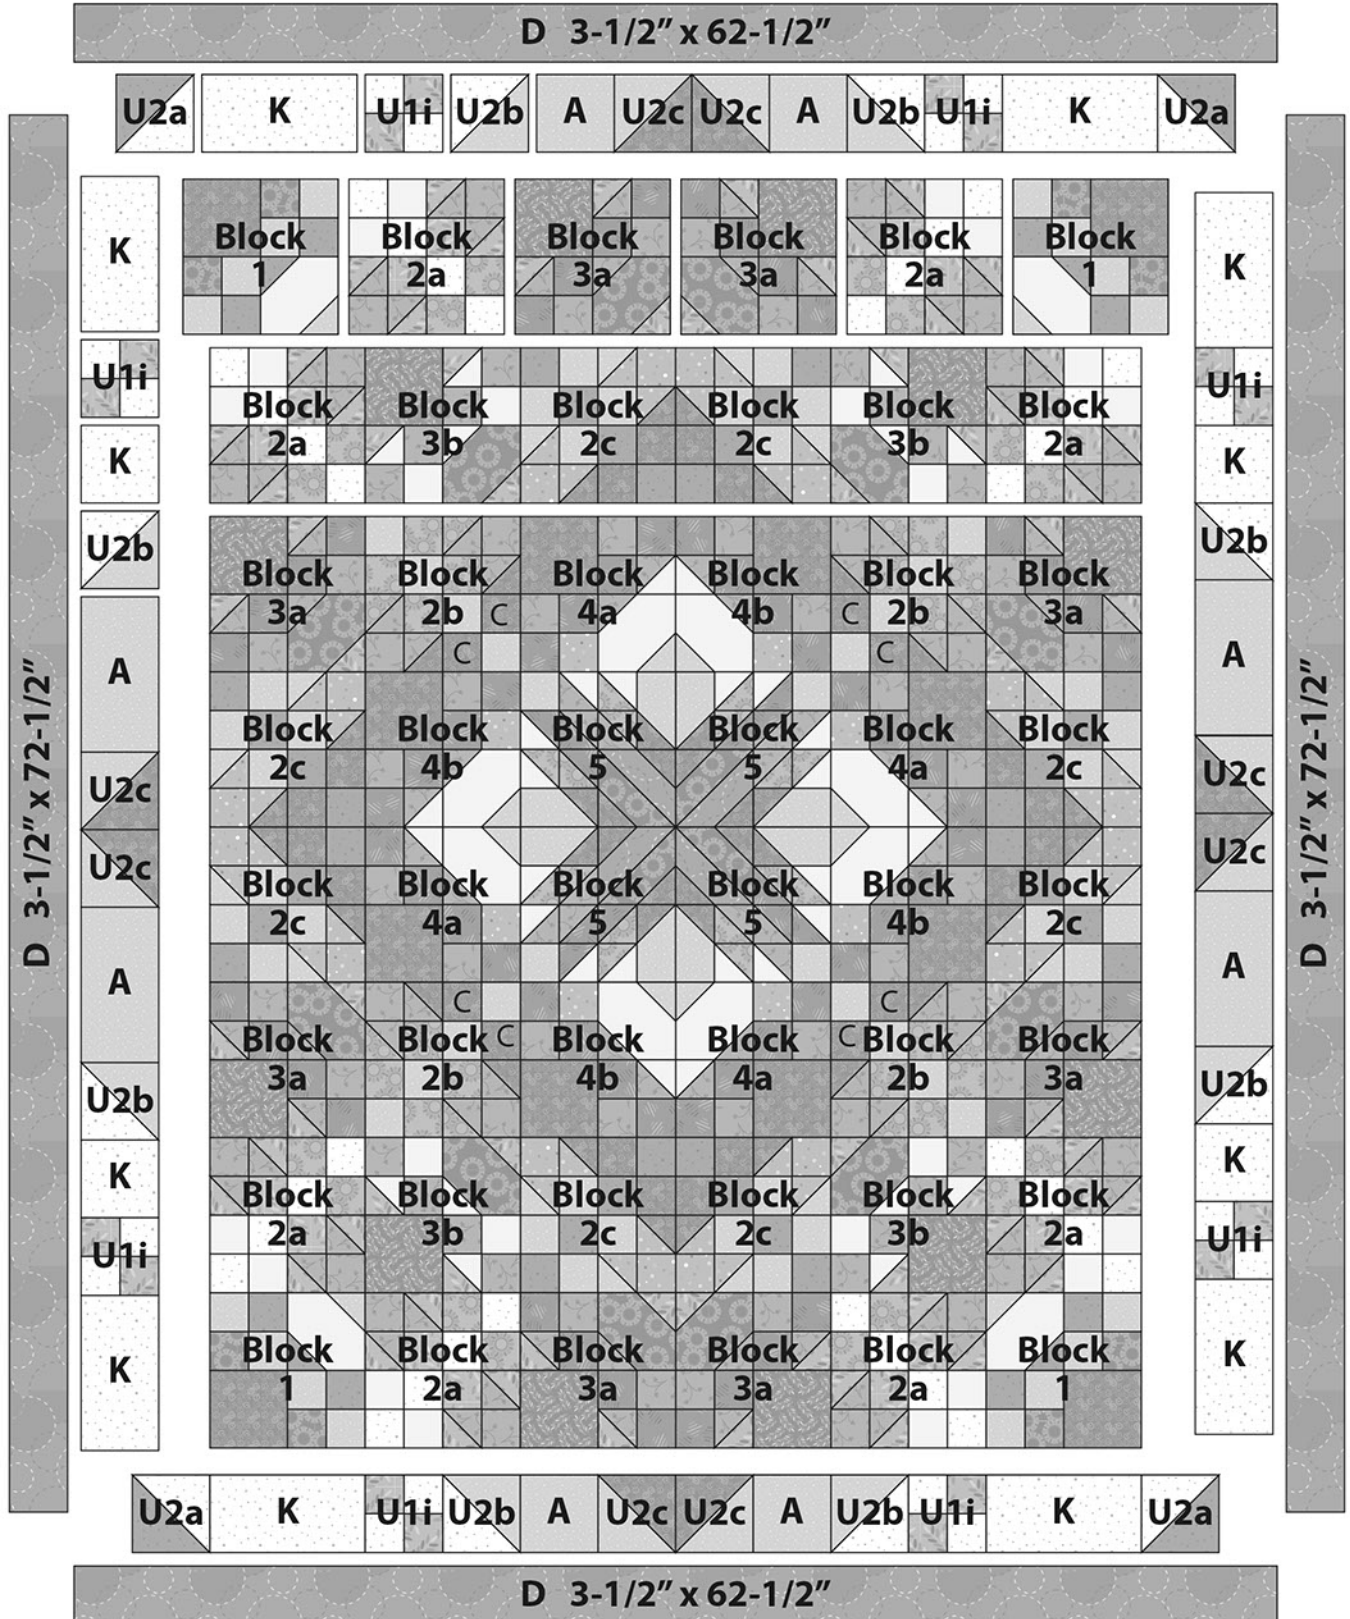 D 3-1/2” x 62-1/2”
U2a K U1i U2b A U2c U2c A U2b U1i K U2a
K
Block Block Block Block Block Block
1 2a 3a 3a 2a 1
K
U1i
U1i
Block Block Block Block Block Block
2a 3b 2c 2c 3b 2a
K
K
U2b
U2b
Block Block Block Block Block Block
3a 2b C 4a 4b C 2b 3a
C C
A
A
Block Block Block Block Block Block
2c 4b 5 5 4a 2c
U2c
U2c
U2c
U2c
Block Block Block Block Block Block
2c 4a 5 5 4b 2c
A
A
C C
Block Block C Block Block C Block Block
3a 2b 4b 4a 2b 3a
U2b
U2b
K
K
Block Block Block Block Block Block
2a 3b 2c 2c 3b 2a
U1i
U1i
Block Block Block Block Block Block
1 2a 3a 3a 2a 1
K
K
D 3-1/2” x 72-1/2”
D 3-1/2” x 72-1/2”
U2a K U1i U2b A U2c U2c A U2b U1i K U2a
D 3-1/2” x 62-1/2”